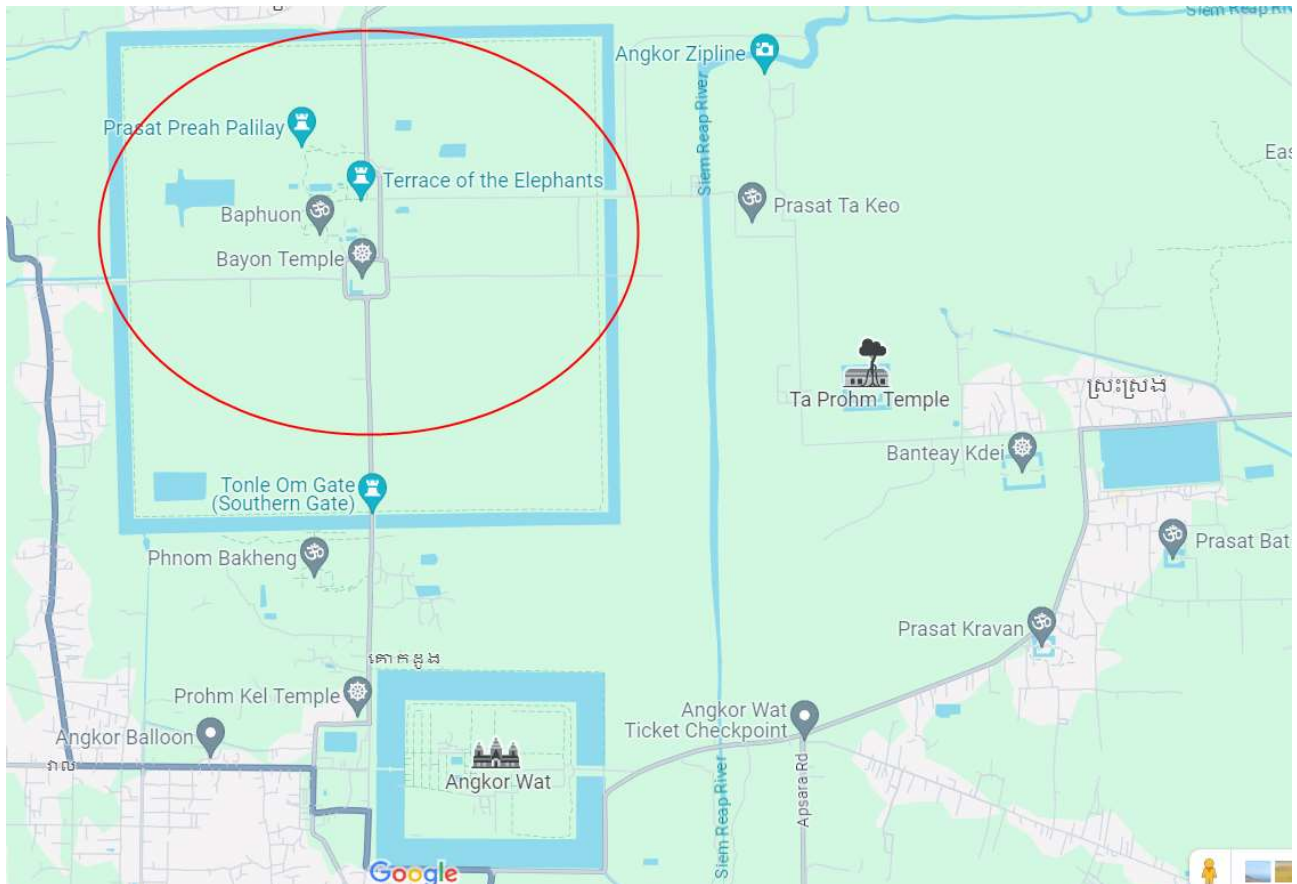 Siem Reap River
Angkor Zipline
Prasat Preah Palilay
Siem Reap River
Terrace of the Elephants
Prasat Ta Keo
Baphuon
Bayon Temple
Ta Prohm Temple
ស្រះស្រង់
Banteay Kdei
Tonle Om Gate
(Southern Gate)
Prasat Bat
Phnom Bakheng
Prasat Kravan
គោកដូង
Prohm Kel Temple
Angkor Wat
Ticket Checkpoint
Angkor Balloon
វាល
Angkor Wat
Apsara Rd
Siem Reap River
Google